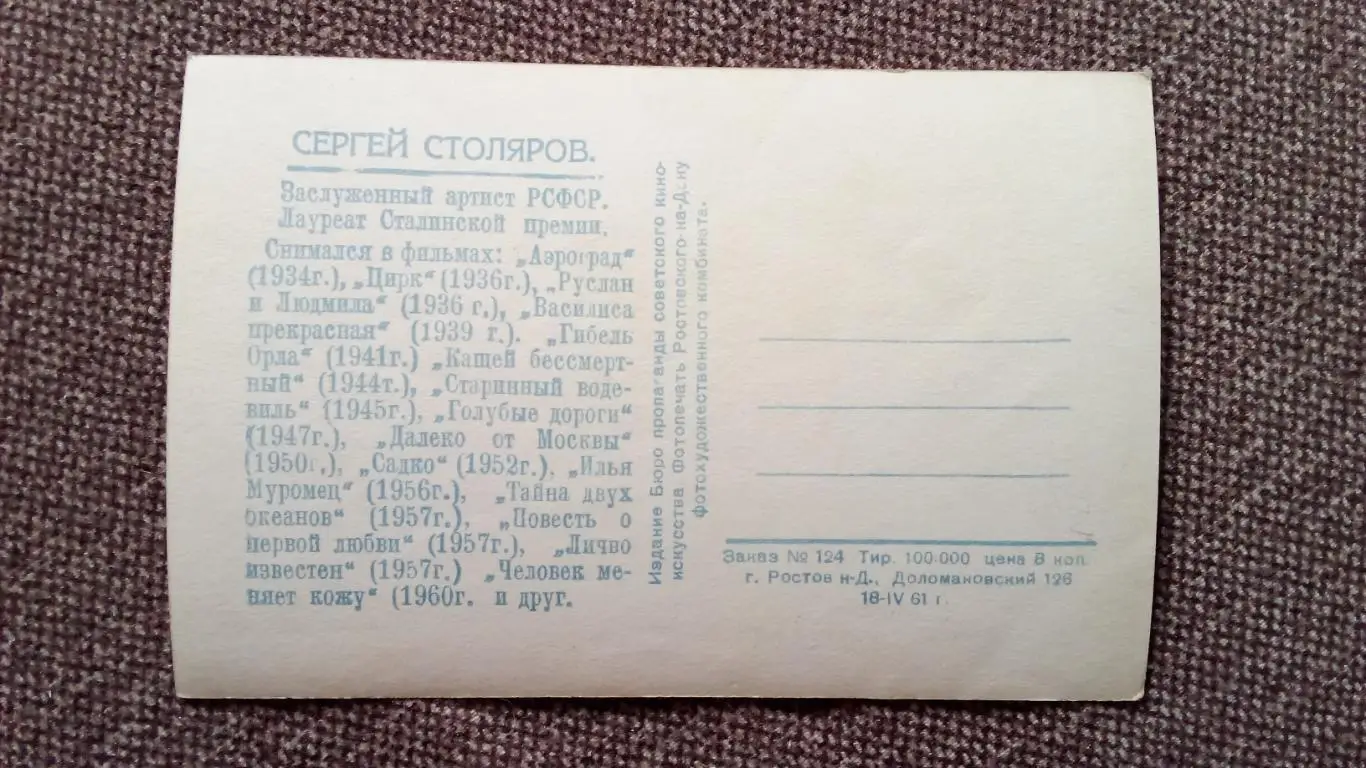 СЕРГЕЙ СТОЛЯРОВ.
Заслуженный артист РСФСР.
Лауреат Сталинской премии.
Снимался в фильмах: „Аэроград“
(1934г.), „Цирк“ (1936г.), „Руслан
и Людмила“ (1936 г.), „Василиса
прекрасная“ (1939 г.). „Гибель
Орла“ (1941г.) „Кащей бессмерт-
ный“ (1944г.), „Старинный воде-
виль“ (1945г.), „Голубые дороги“
(1947г.), „Далеко от Москвы“
(1950г.), „Садко“ (1952г.), „Илья
Муромец“ (1956г.), „Тайна двух
океанов“ (1957г.), „Повесть о
первой любви“ (1957г.), „Лично
известен“ (1957г.) „Человек ме-
няет кожу“ (1960г. и друг.
Издание Бюро пропаганды советского кино-
искусства Фотопечать Ростовского-на-Дону
фотохудожественного комбината.
Заказ № 124 Тир. 100.000 цена 8 коп.
г. Ростов н-Д., Доломановский 126
18-IV 61 г.